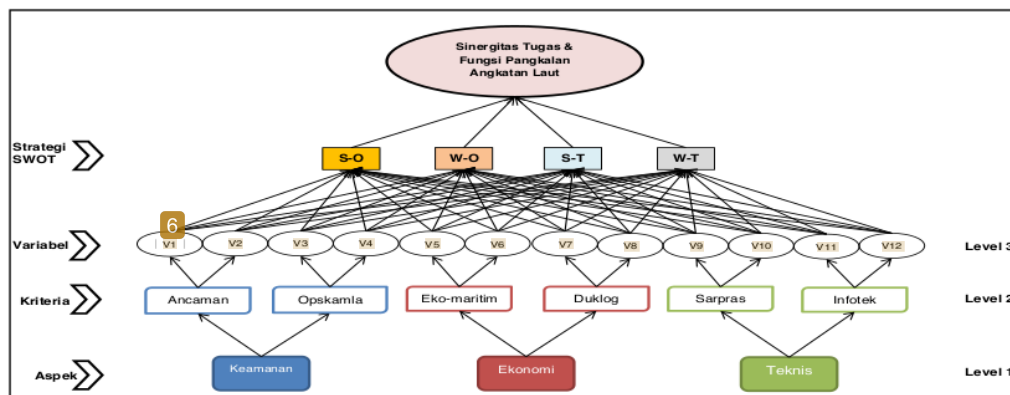 Sinergitas Tugas &
Fungsi Pangkalan
Angkatan Laut
Strategi
SWOT
S-O W-O S-T W-T
6
Variabel V1 V2 V3 V4 V5 V6 V7 V8 V9 V10 V11 V12 Level 3
Kriteria Ancaman Opskamla Eko-maritim Duklog Sarpras Infotek Level 2
Aspek Keamanan Ekonomi Teknis Level 1